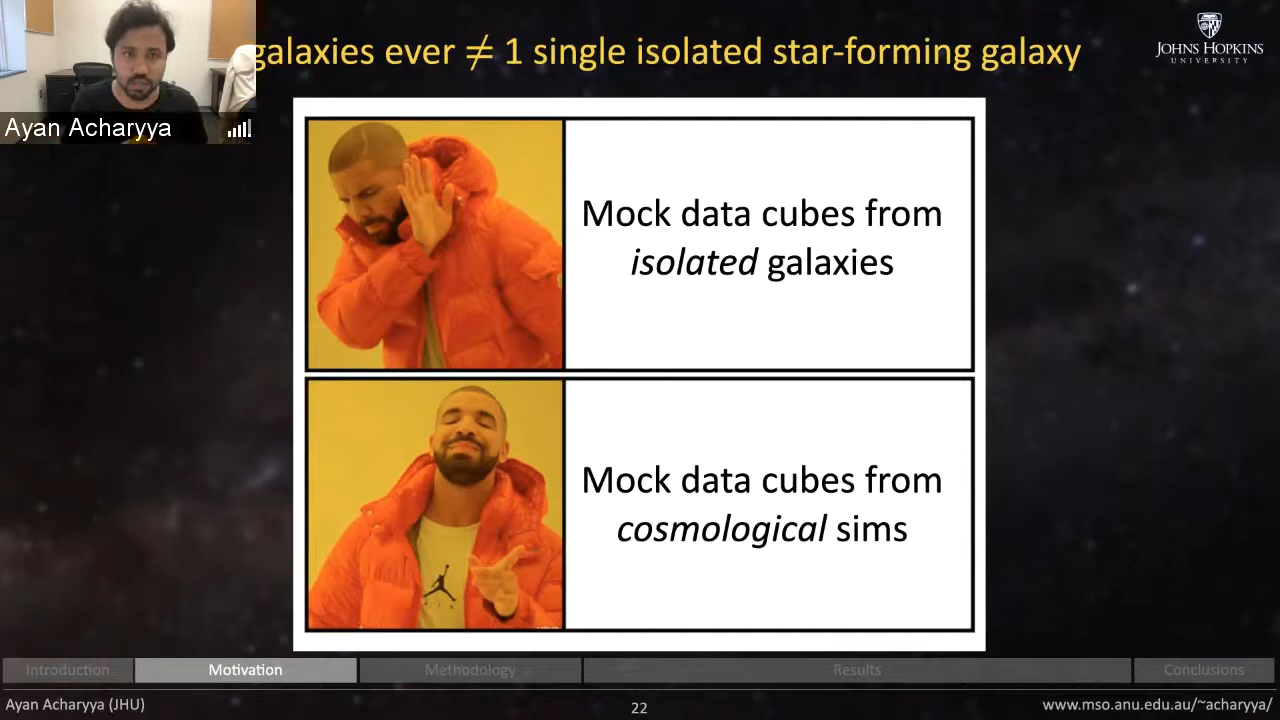 galaxies ever ≠ 1 single isolated star-forming galaxy
JOHNS HOPKINS
UNIVERSITY
Ayan Acharyya
Mock data cubes from
isolated galaxies
Mock data cubes from
cosmological sims
Introduction
Motivation
Methodology
Results
Conclusions
Ayan Acharyya (JHU)
22
www.mso.anu.edu.au/~acharyya/